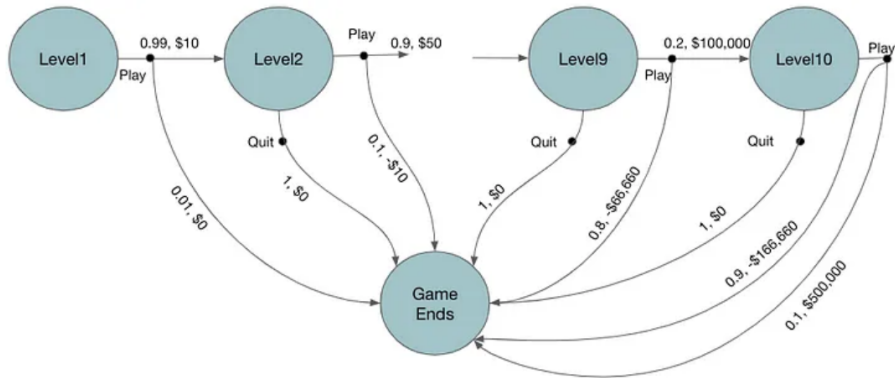 Level1
0.99, $10
Play
Level2
Play
0.9, $50
Level9
0.2, $100,000
Play
Level10
Play
Quit
Quit
Quit
0.01, $0
1, $0
0.1, -$10
1, $0
0.8, -$66,660
1, $0
0.9, -$166,660
0.1, $500,000
Game
Ends